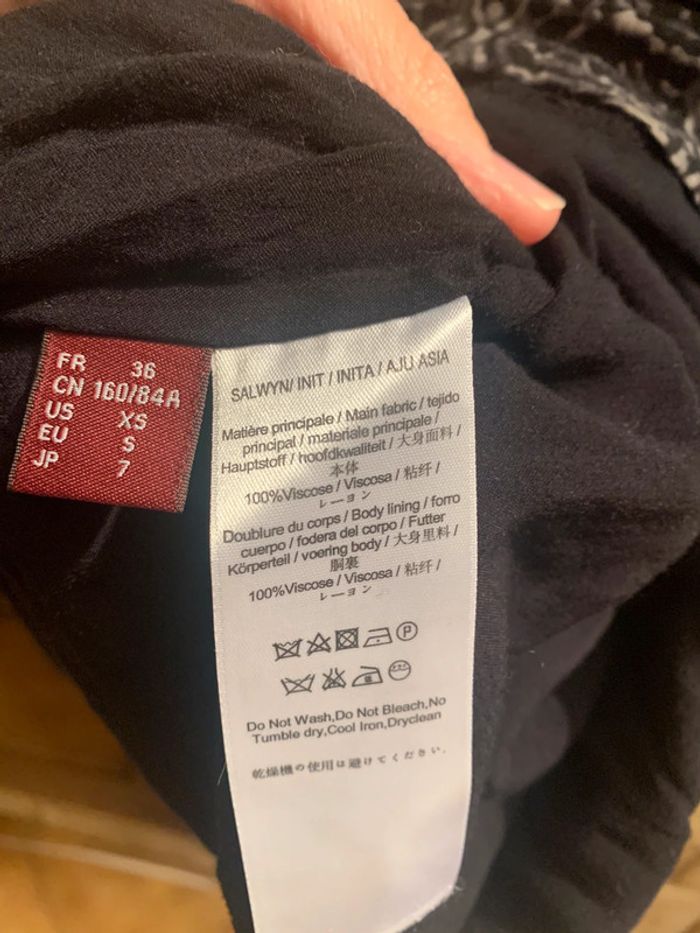 FR 36
CN 160/84A
US XS
EU S
JP 7
SALWYN/ INIT / INITA / AJU ASIA
Matière principale / Main fabric / tejido
principal / materiale principale /
Hauptstoff / hoofdkwaliteit / 大身面料 /
本体
100%Viscose / Viscosa / 粘纤 /
レーヨン
Doublure du corps / Body lining / forro
cuerpo / fodera del corpo / Futter
Körperteil / voering body / 大身里料 /
胴裏
100%Viscose / Viscosa / 粘纤 /
レーヨン
P
Do Not Wash,Do Not Bleach,No
Tumble dry,Cool Iron,Dryclean
乾燥機の使用は避けてください.